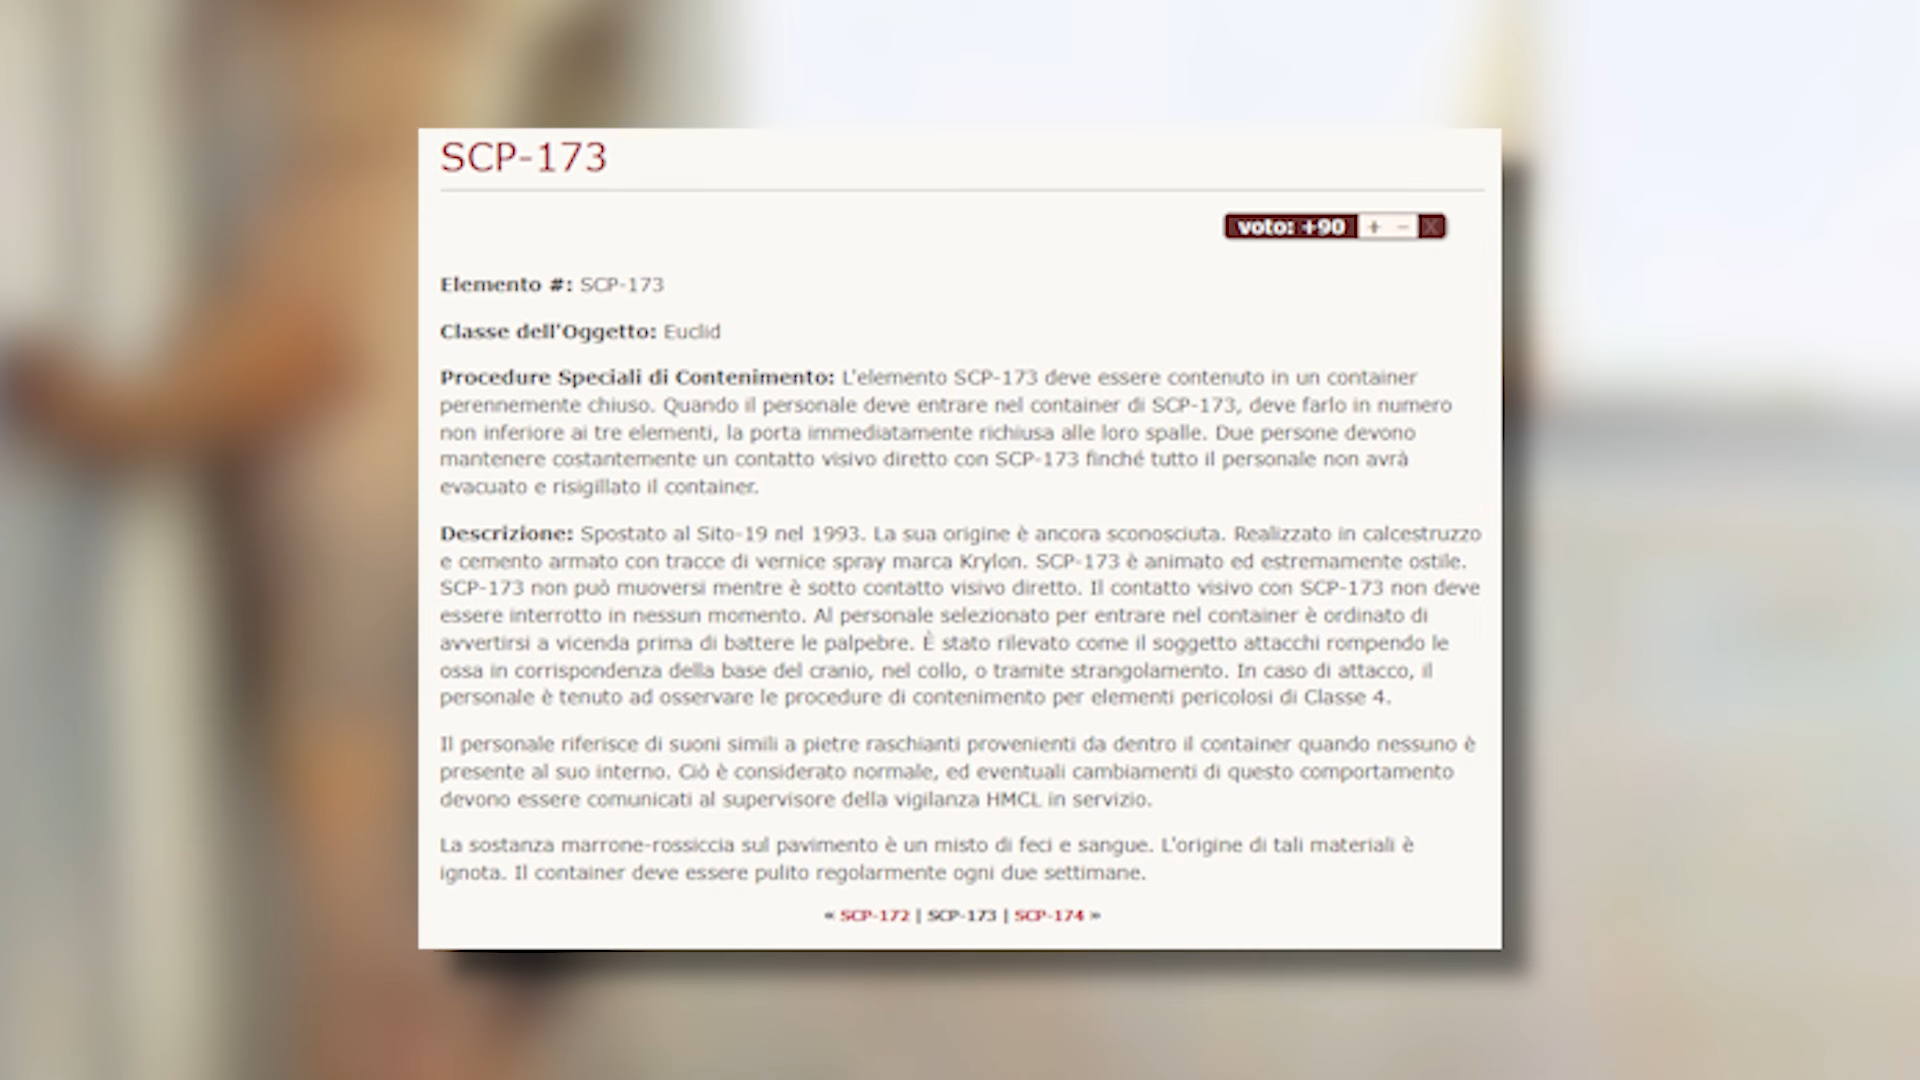 SCP-173
voto: +90 + − X
Elemento #: SCP-173
Classe dell'Oggetto: Euclid
Procedure Speciali di Contenimento: L'elemento SCP-173 deve essere contenuto in un container
perennemente chiuso. Quando il personale deve entrare nel container di SCP-173, deve farlo in numero
non inferiore ai tre elementi, la porta immediatamente richiusa alle loro spalle. Due persone devono
mantenere costantemente un contatto visivo diretto con SCP-173 finché tutto il personale non avrà
evacuato e risigillato il container.
Descrizione: Spostato al Sito-19 nel 1993. La sua origine è ancora sconosciuta. Realizzato in calcestruzzo
e cemento armato con tracce di vernice spray marca Krylon. SCP-173 è animato ed estremamente ostile.
SCP-173 non può muoversi mentre è sotto contatto visivo diretto. Il contatto visivo con SCP-173 non deve
essere interrotto in nessun momento. Al personale selezionato per entrare nel container è ordinato di
avvertirsi a vicenda prima di battere le palpebre. È stato rilevato come il soggetto attacchi rompendo le
ossa in corrispondenza della base del cranio, nel collo, o tramite strangolamento. In caso di attacco, il
personale è tenuto ad osservare le procedure di contenimento per elementi pericolosi di Classe 4.
Il personale riferisce di suoni simili a pietre raschianti provenienti da dentro il container quando nessuno è
presente al suo interno. Ciò è considerato normale, ed eventuali cambiamenti di questo comportamento
devono essere comunicati al supervisore della vigilanza HMCL in servizio.
La sostanza marrone-rossiccia sul pavimento è un misto di feci e sangue. L'origine di tali materiali è
ignota. Il container deve essere pulito regolarmente ogni due settimane.
« SCP-172 | SCP-173 | SCP-174 »